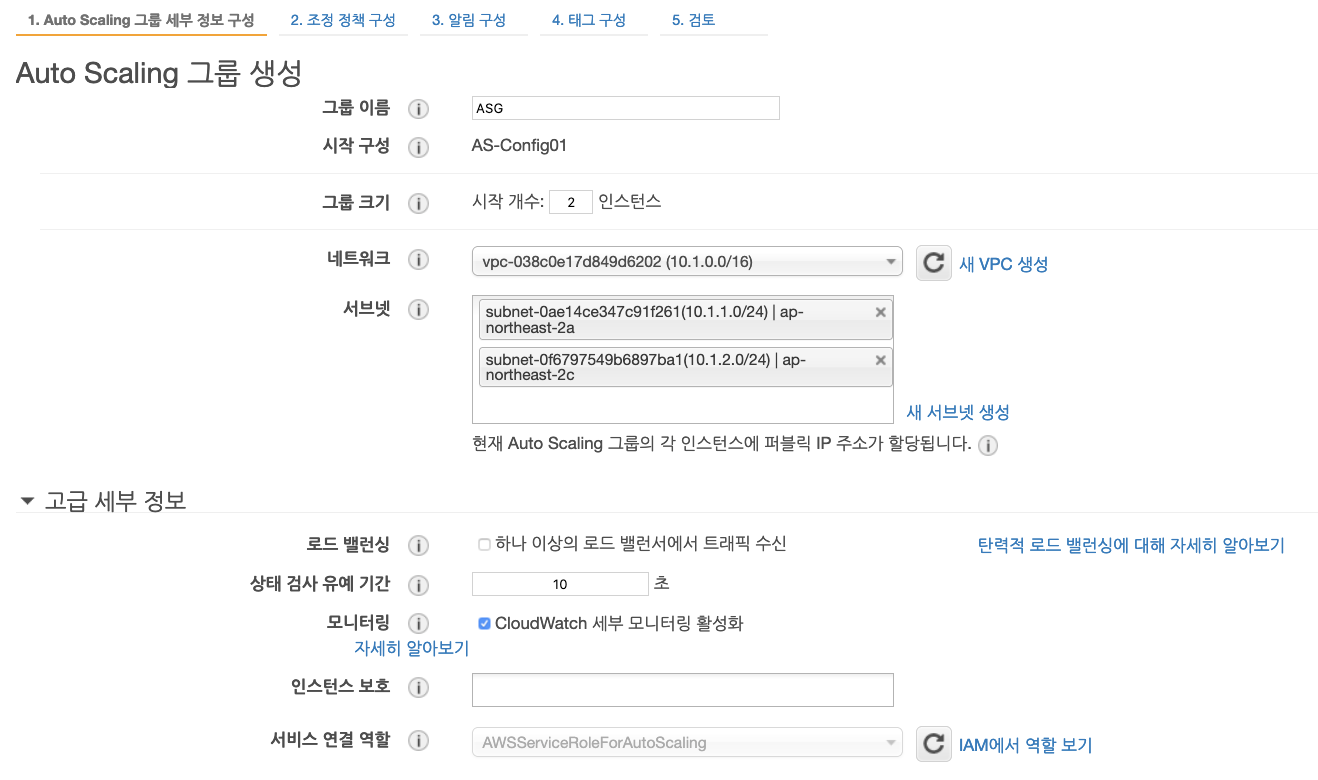 1. Auto Scaling 그룹 세부 정보 구성 2. 조정 정책 구성 3. 알림 구성 4. 태그 구성 5. 검토
Auto Scaling 그룹 생성
그룹 이름 i ASG
시작 구성 i AS-Config01
그룹 크기 i 시작 개수: 2 인스턴스
네트워크 i vpc-038c0e17d849d6202 (10.1.0.0/16) 새 VPC 생성
서브넷 i subnet-0ae14ce347c91f261(10.1.1.0/24) | ap-
northeast-2a
subnet-0f6797549b6897ba1(10.1.2.0/24) | ap-
northeast-2c
새 서브넷 생성
현재 Auto Scaling 그룹의 각 인스턴스에 퍼블릭 IP 주소가 할당됩니다. i
고급 세부 정보
로드 밸런싱 i 하나 이상의 로드 밸런서에서 트래픽 수신 탄력적 로드 밸런싱에 대해 자세히 알아보기
상태 검사 유예 기간 i 10 초
모니터링 i CloudWatch 세부 모니터링 활성화
자세히 알아보기
인스턴스 보호 i
서비스 연결 역할 i AWSServiceRoleForAutoScaling IAM에서 역할 보기